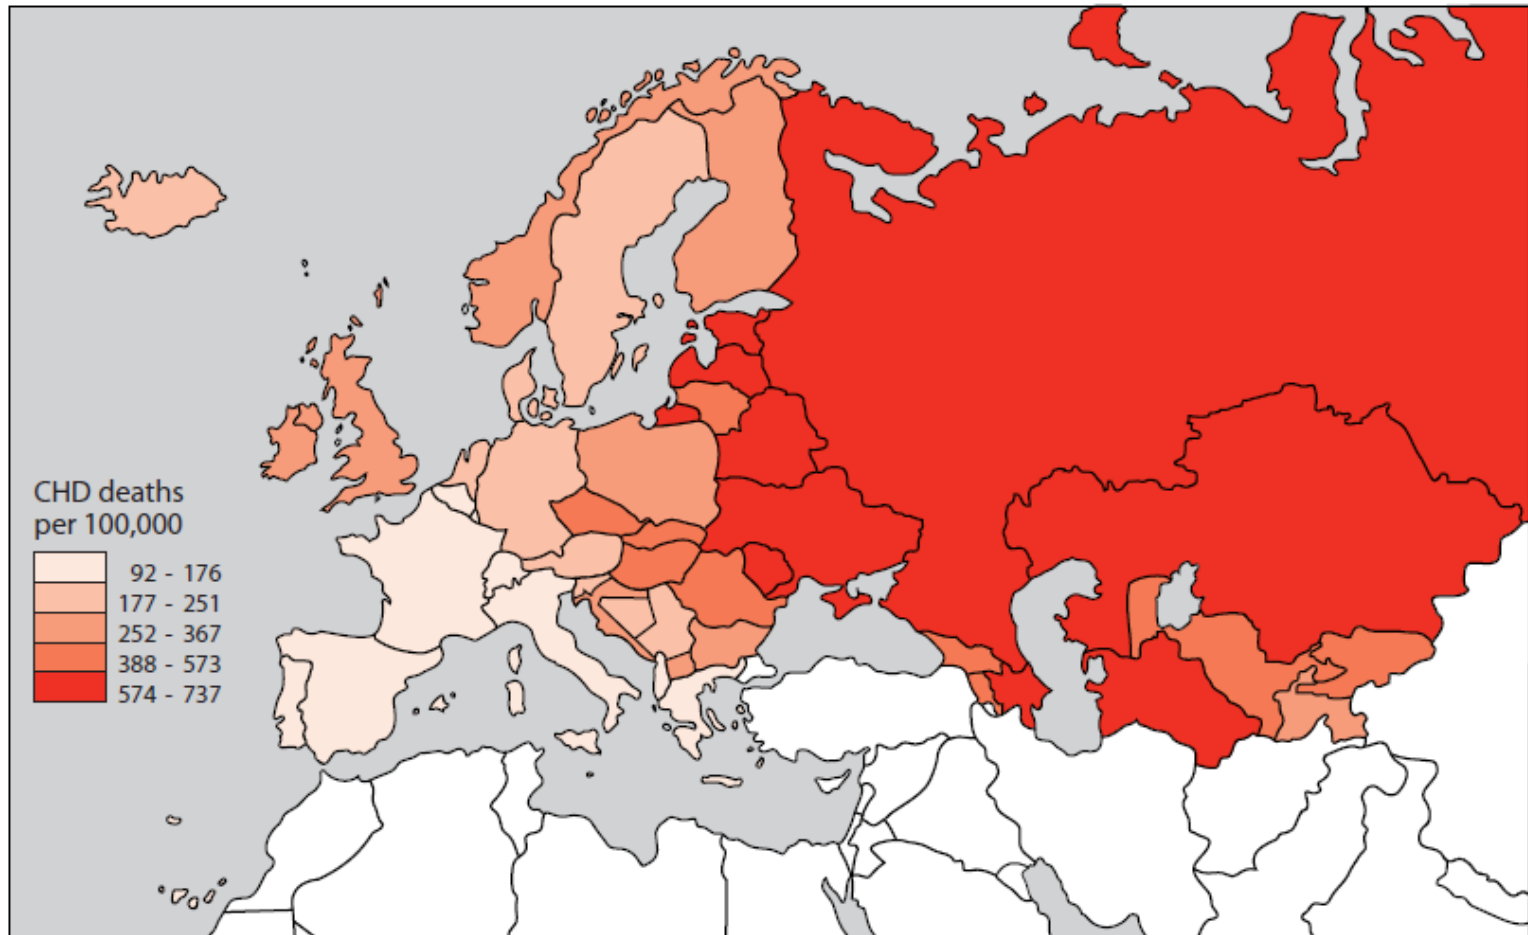 CHD deaths
per 100,000
92 - 176
177 - 251
252 - 367
388 - 573
574 - 737